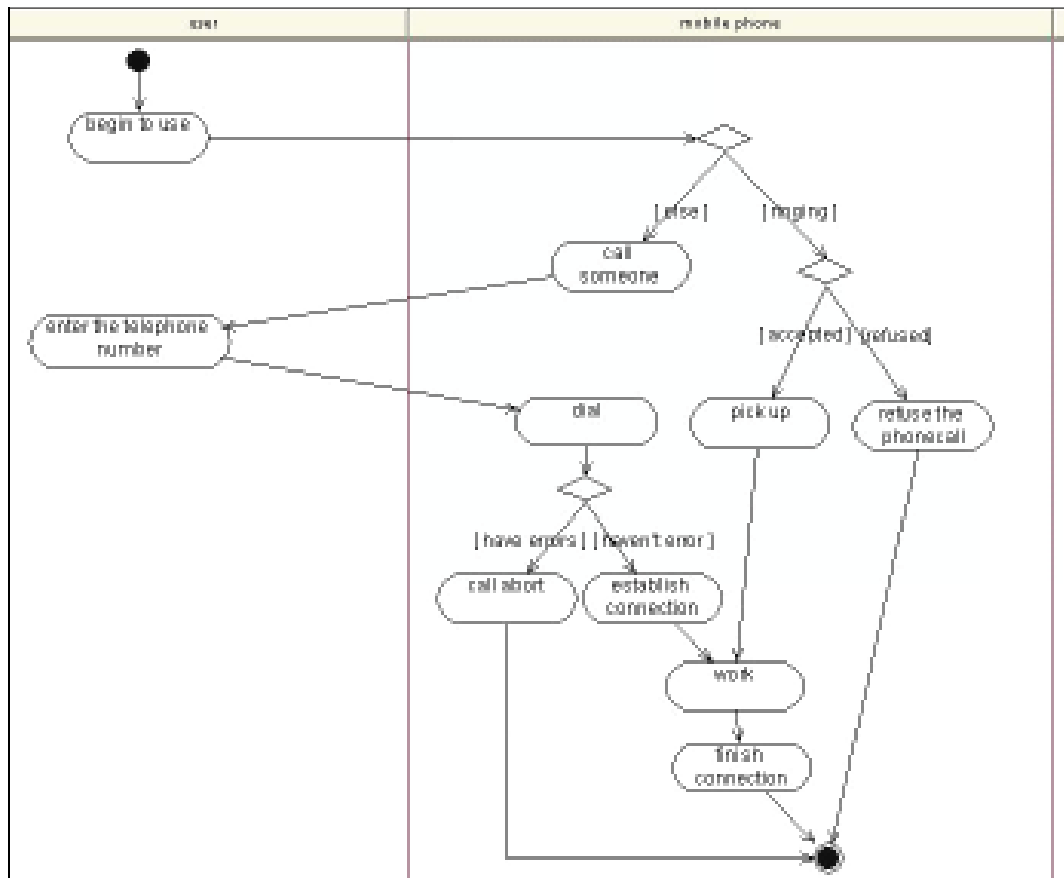 user
mobile phone
begin to use
[else]
[ringing]
call
someone
enter the telephone
number
[accepted]
[refused]
dial
pick up
refuse the
phonecall
[have errors]
[haven't error]
call abort
establish
connection
work
finish
connection